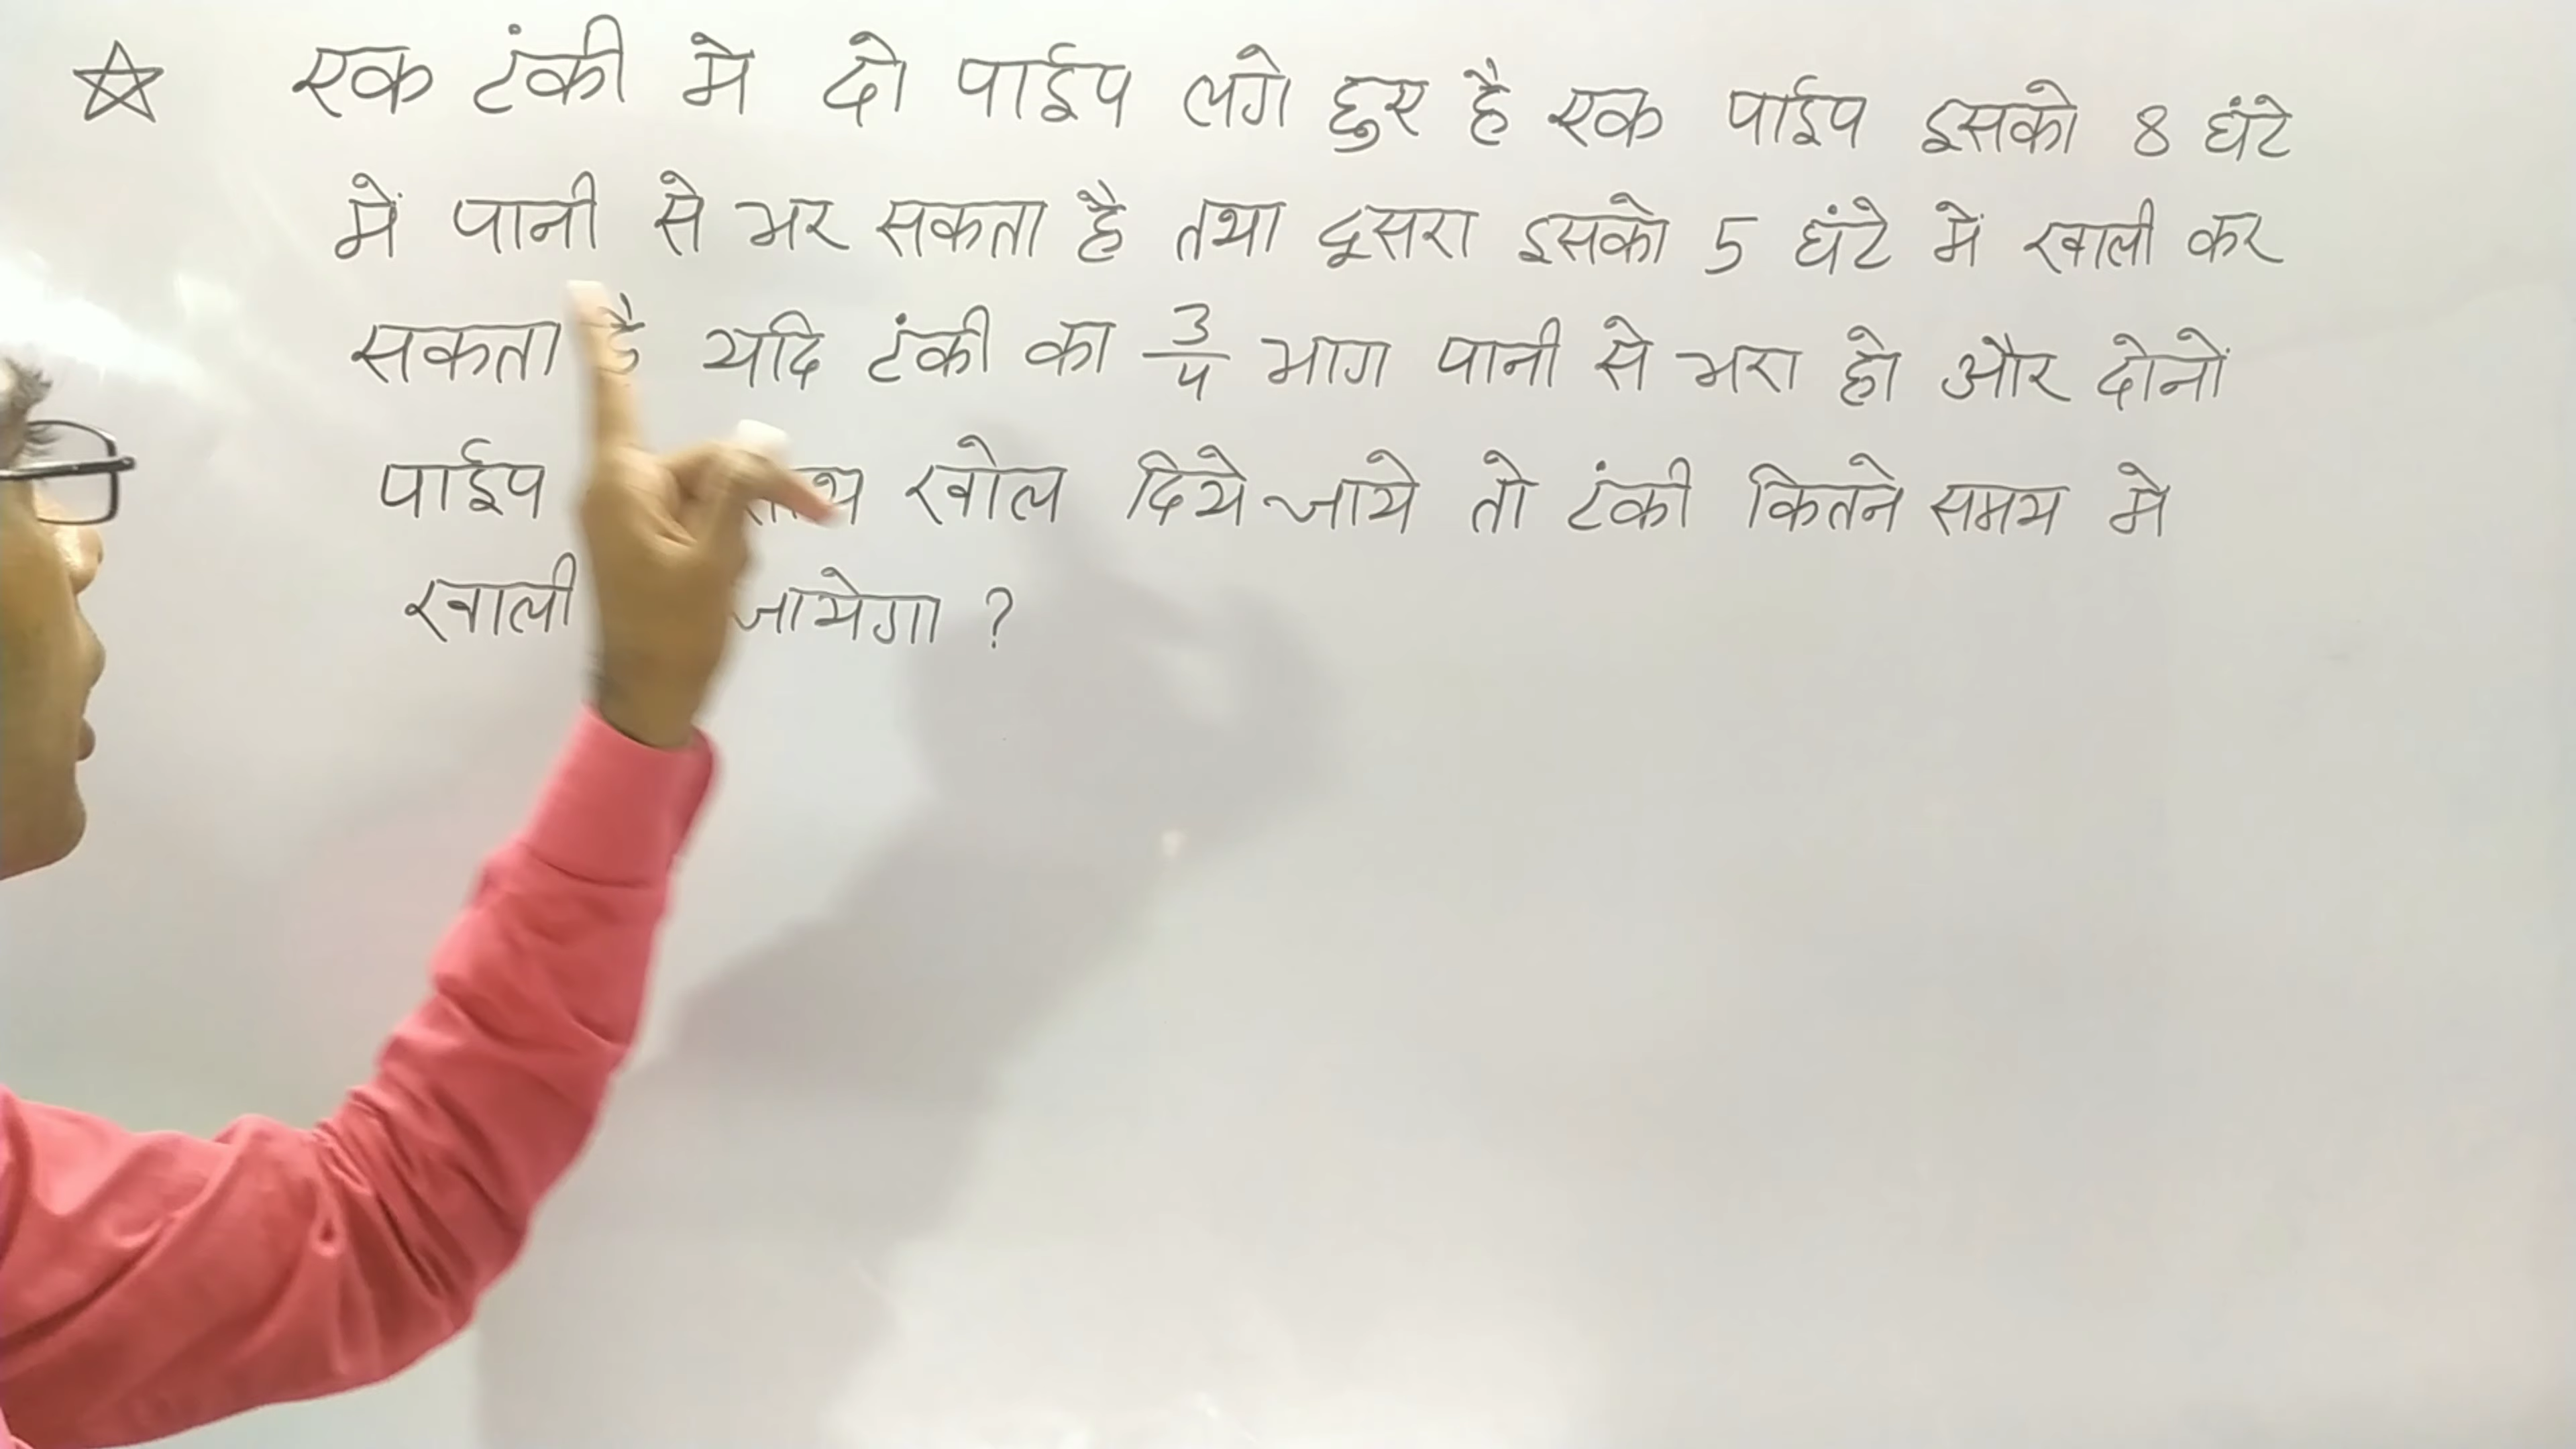 एक टंकी मे दो पाईप लगे हुए है एक पाईप इसको 8 घंटे
में पानी से भर सकता है तथा दूसरा इसको 5 घंटे में खाली कर
सकता है यदि टंकी का 3/4 भाग पानी से भरा हो और दोनों
पाईप खोल दिये जाये तो टंकी कितने समय मे
खाली जायेगा ?